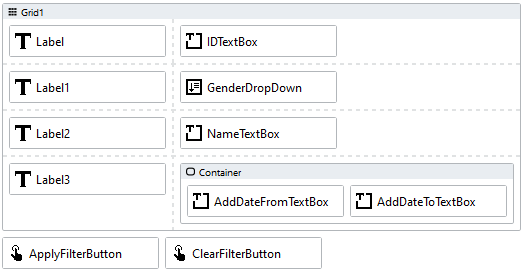 Grid1
Label IDTextBox
Label1 GenderDropDown
Label2 NameTextBox
Container
Label3 AddDateFromTextBox AddDateToTextBox
ApplyFilterButton ClearFilterButton